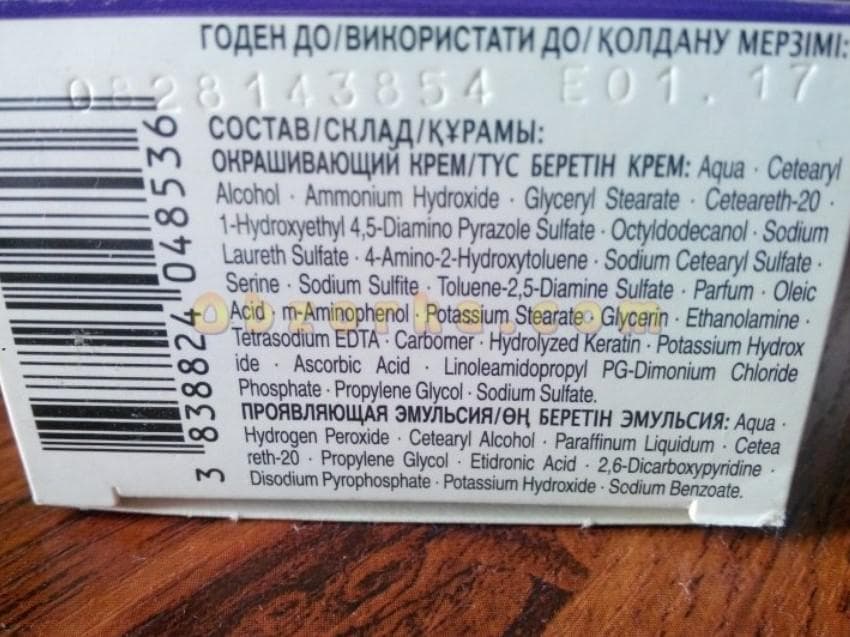 ГОДЕН ДО/ВИКОРИСТАТИ ДО/ҚОЛДАНУ МЕРЗІМІ:
0828143854 E01.17
СОСТАВ/СКЛАД/ҚҰРАМЫ:
ОКРАШИВАЮЩИЙ КРЕМ/ТҮС БЕРЕТІН КРЕМ: Aqua · Cetearyl
Alcohol · Ammonium Hydroxide · Glyceryl Stearate · Ceteareth-20 ·
1-Hydroxyethyl 4,5-Diamino Pyrazole Sulfate · Octyldodecanol · Sodium
Laureth Sulfate · 4-Amino-2-Hydroxytoluene · Sodium Cetearyl Sulfate ·
Serine · Sodium Sulfite · Toluene-2,5-Diamine Sulfate · Parfum · Oleic
Acid m-Aminophenol · Potassium Stearate · Glycerin · Ethanolamine ·
Tetrasodium EDTA · Carbomer · Hydrolyzed Keratin · Potassium Hydrox
ide · Ascorbic Acid · Linoleamidopropyl PG-Dimonium Chloride
Phosphate · Propylene Glycol · Sodium Sulfate.
ПРОЯВЛЯЮЩАЯ ЭМУЛЬСИЯ/ӨҢ БЕРЕТІН ЭМУЛЬСИЯ: Aqua ·
Hydrogen Peroxide · Cetearyl Alcohol · Paraffinum Liquidum · Cetea
reth-20 · Propylene Glycol · Etidronic Acid · 2,6-Dicarboxypyridine ·
Disodium Pyrophosphate · Potassium Hydroxide · Sodium Benzoate.
3 838824 048536
Obzorka.com